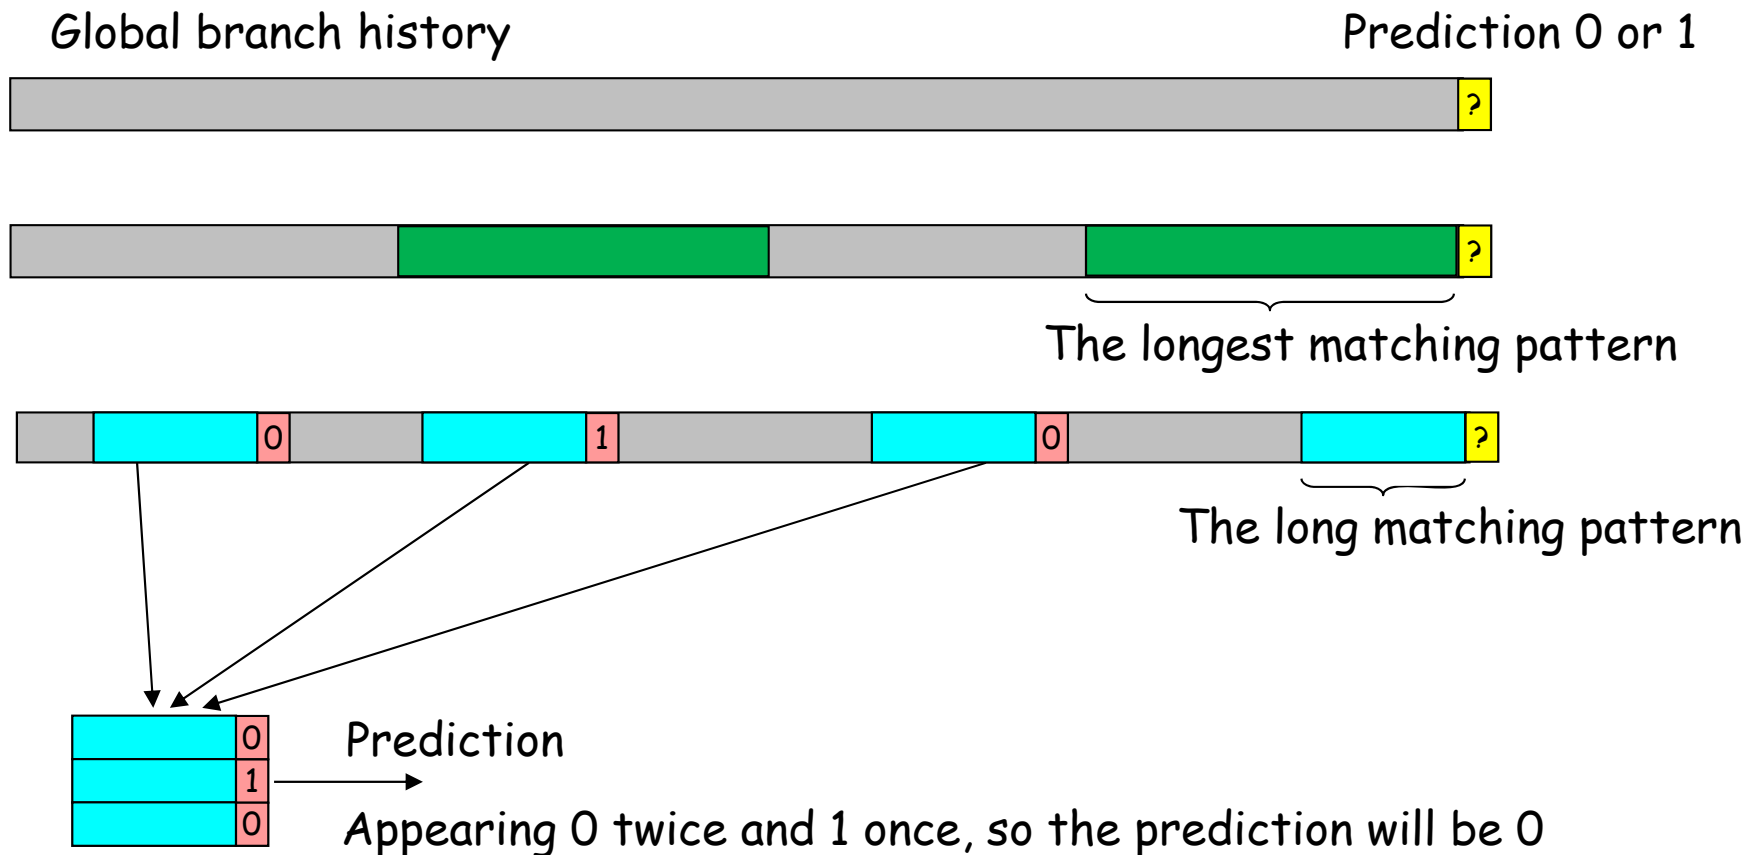 Global branch history Prediction 0 or 1
?
?
The longest matching pattern
0 1 0 ?
The long matching pattern
0
Prediction
1
0
Appearing 0 twice and 1 once, so the prediction will be 0